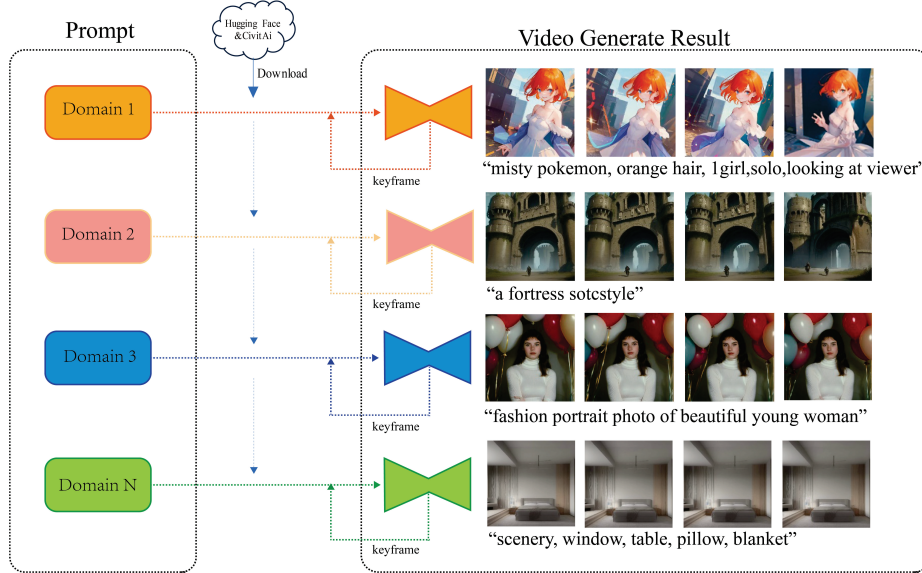 Prompt
Hugging Face
&CivitAi
Download
Video Generate Result
Domain 1
keyframe
“misty pokemon, orange hair, 1girl,solo,looking at viewer”
Domain 2
keyframe
“a fortress sotcstyle”
Domain 3
keyframe
“fashion portrait photo of beautiful young woman”
Domain N
keyframe
“scenery, window, table, pillow, blanket”